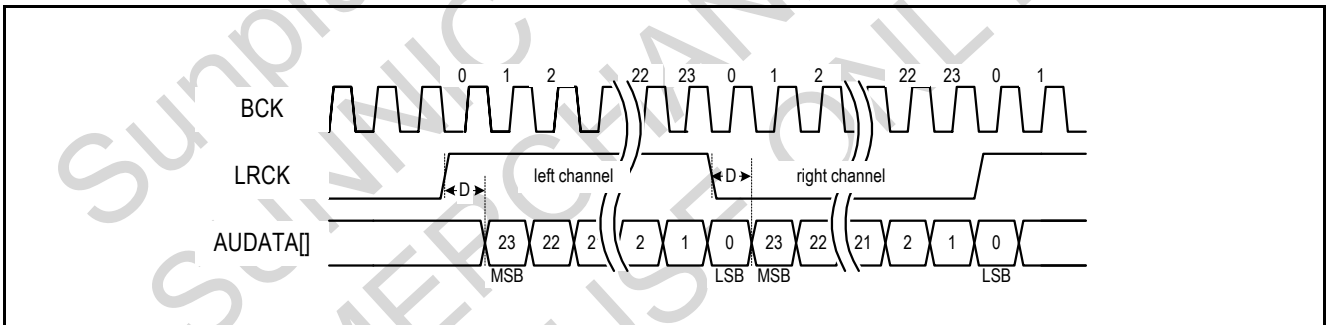 0 1 2 22 23 0 1 2 22 23 0 1
BCK
LRCK
D left channel D right channel
AUDATA[]
23 22 2 2 1 0 23 22 21 2 1 0
MSB LSB MSB LSB